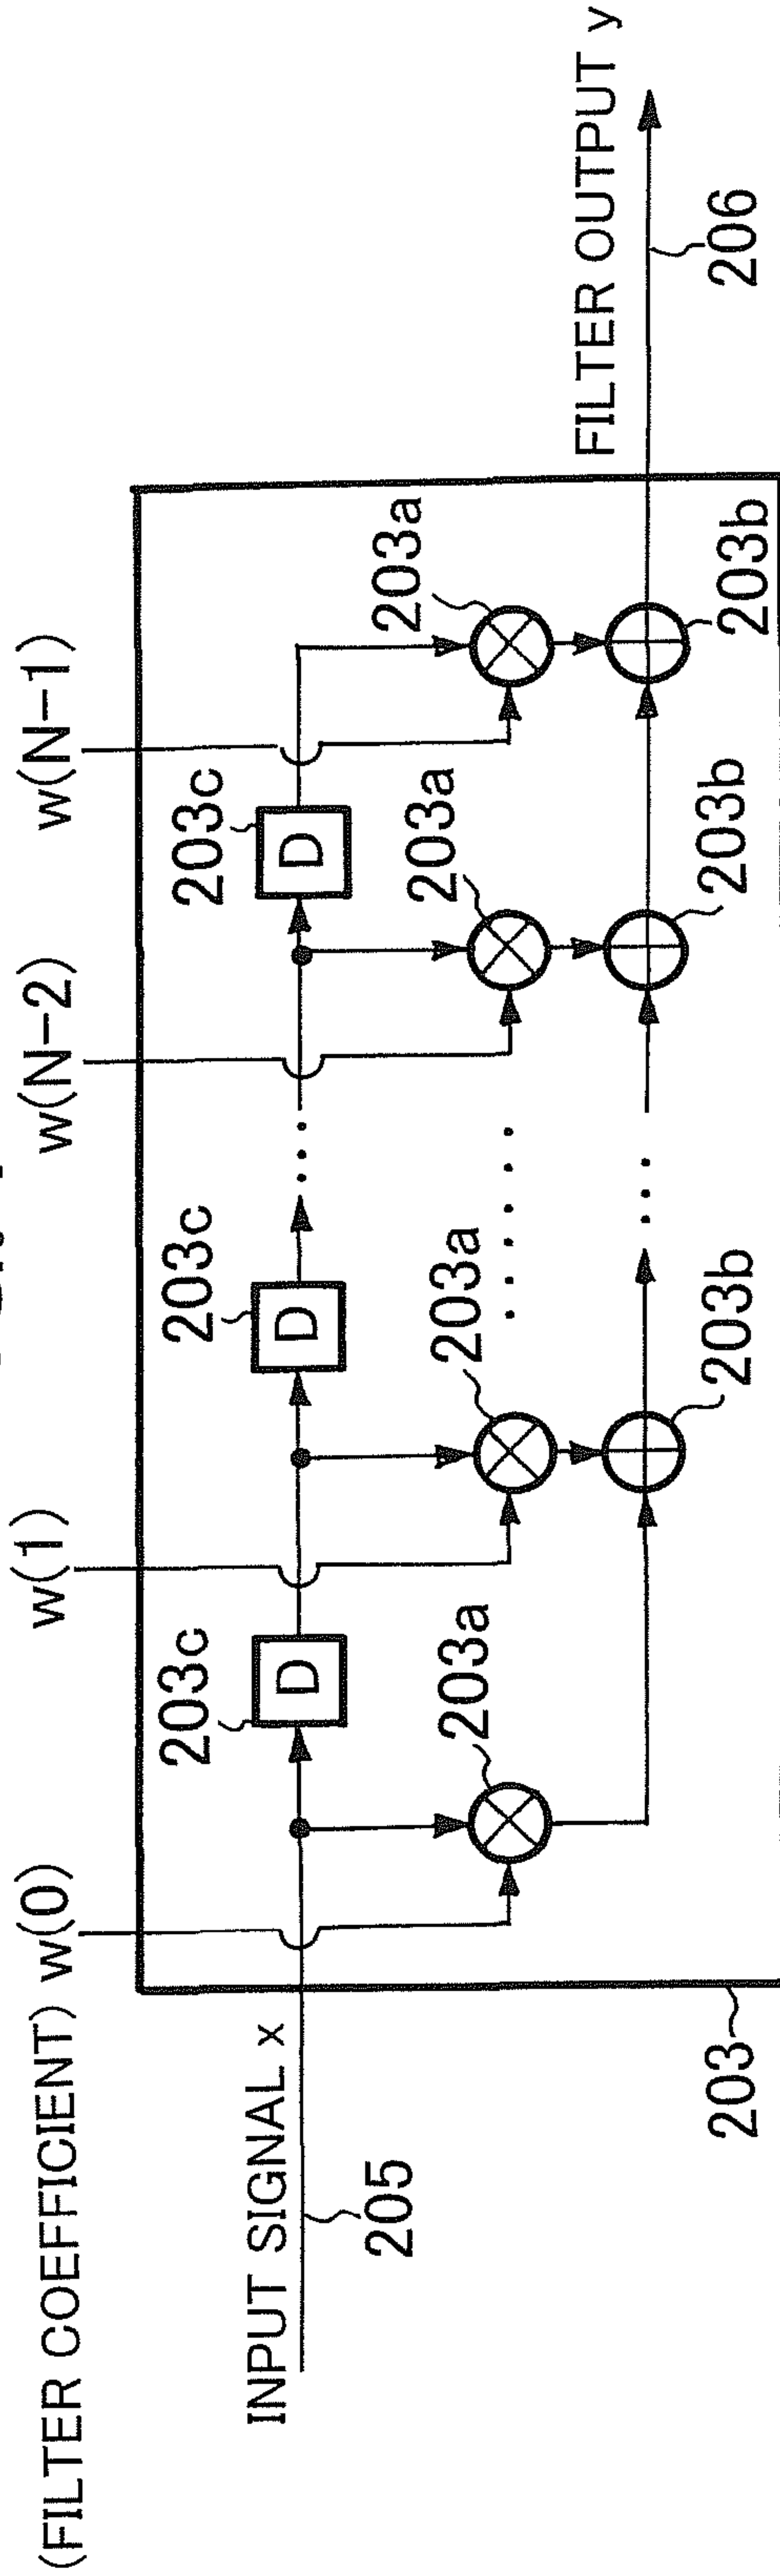 (FILTER COEFFICIENT) w(0)
w(1)
w(N-2)
w(N-1)
203c
203c
203c
D
D
D
INPUT SIGNAL x
205
203a
203a
203a
203a
FILTER OUTPUT y
206
203b
203b
203b
203